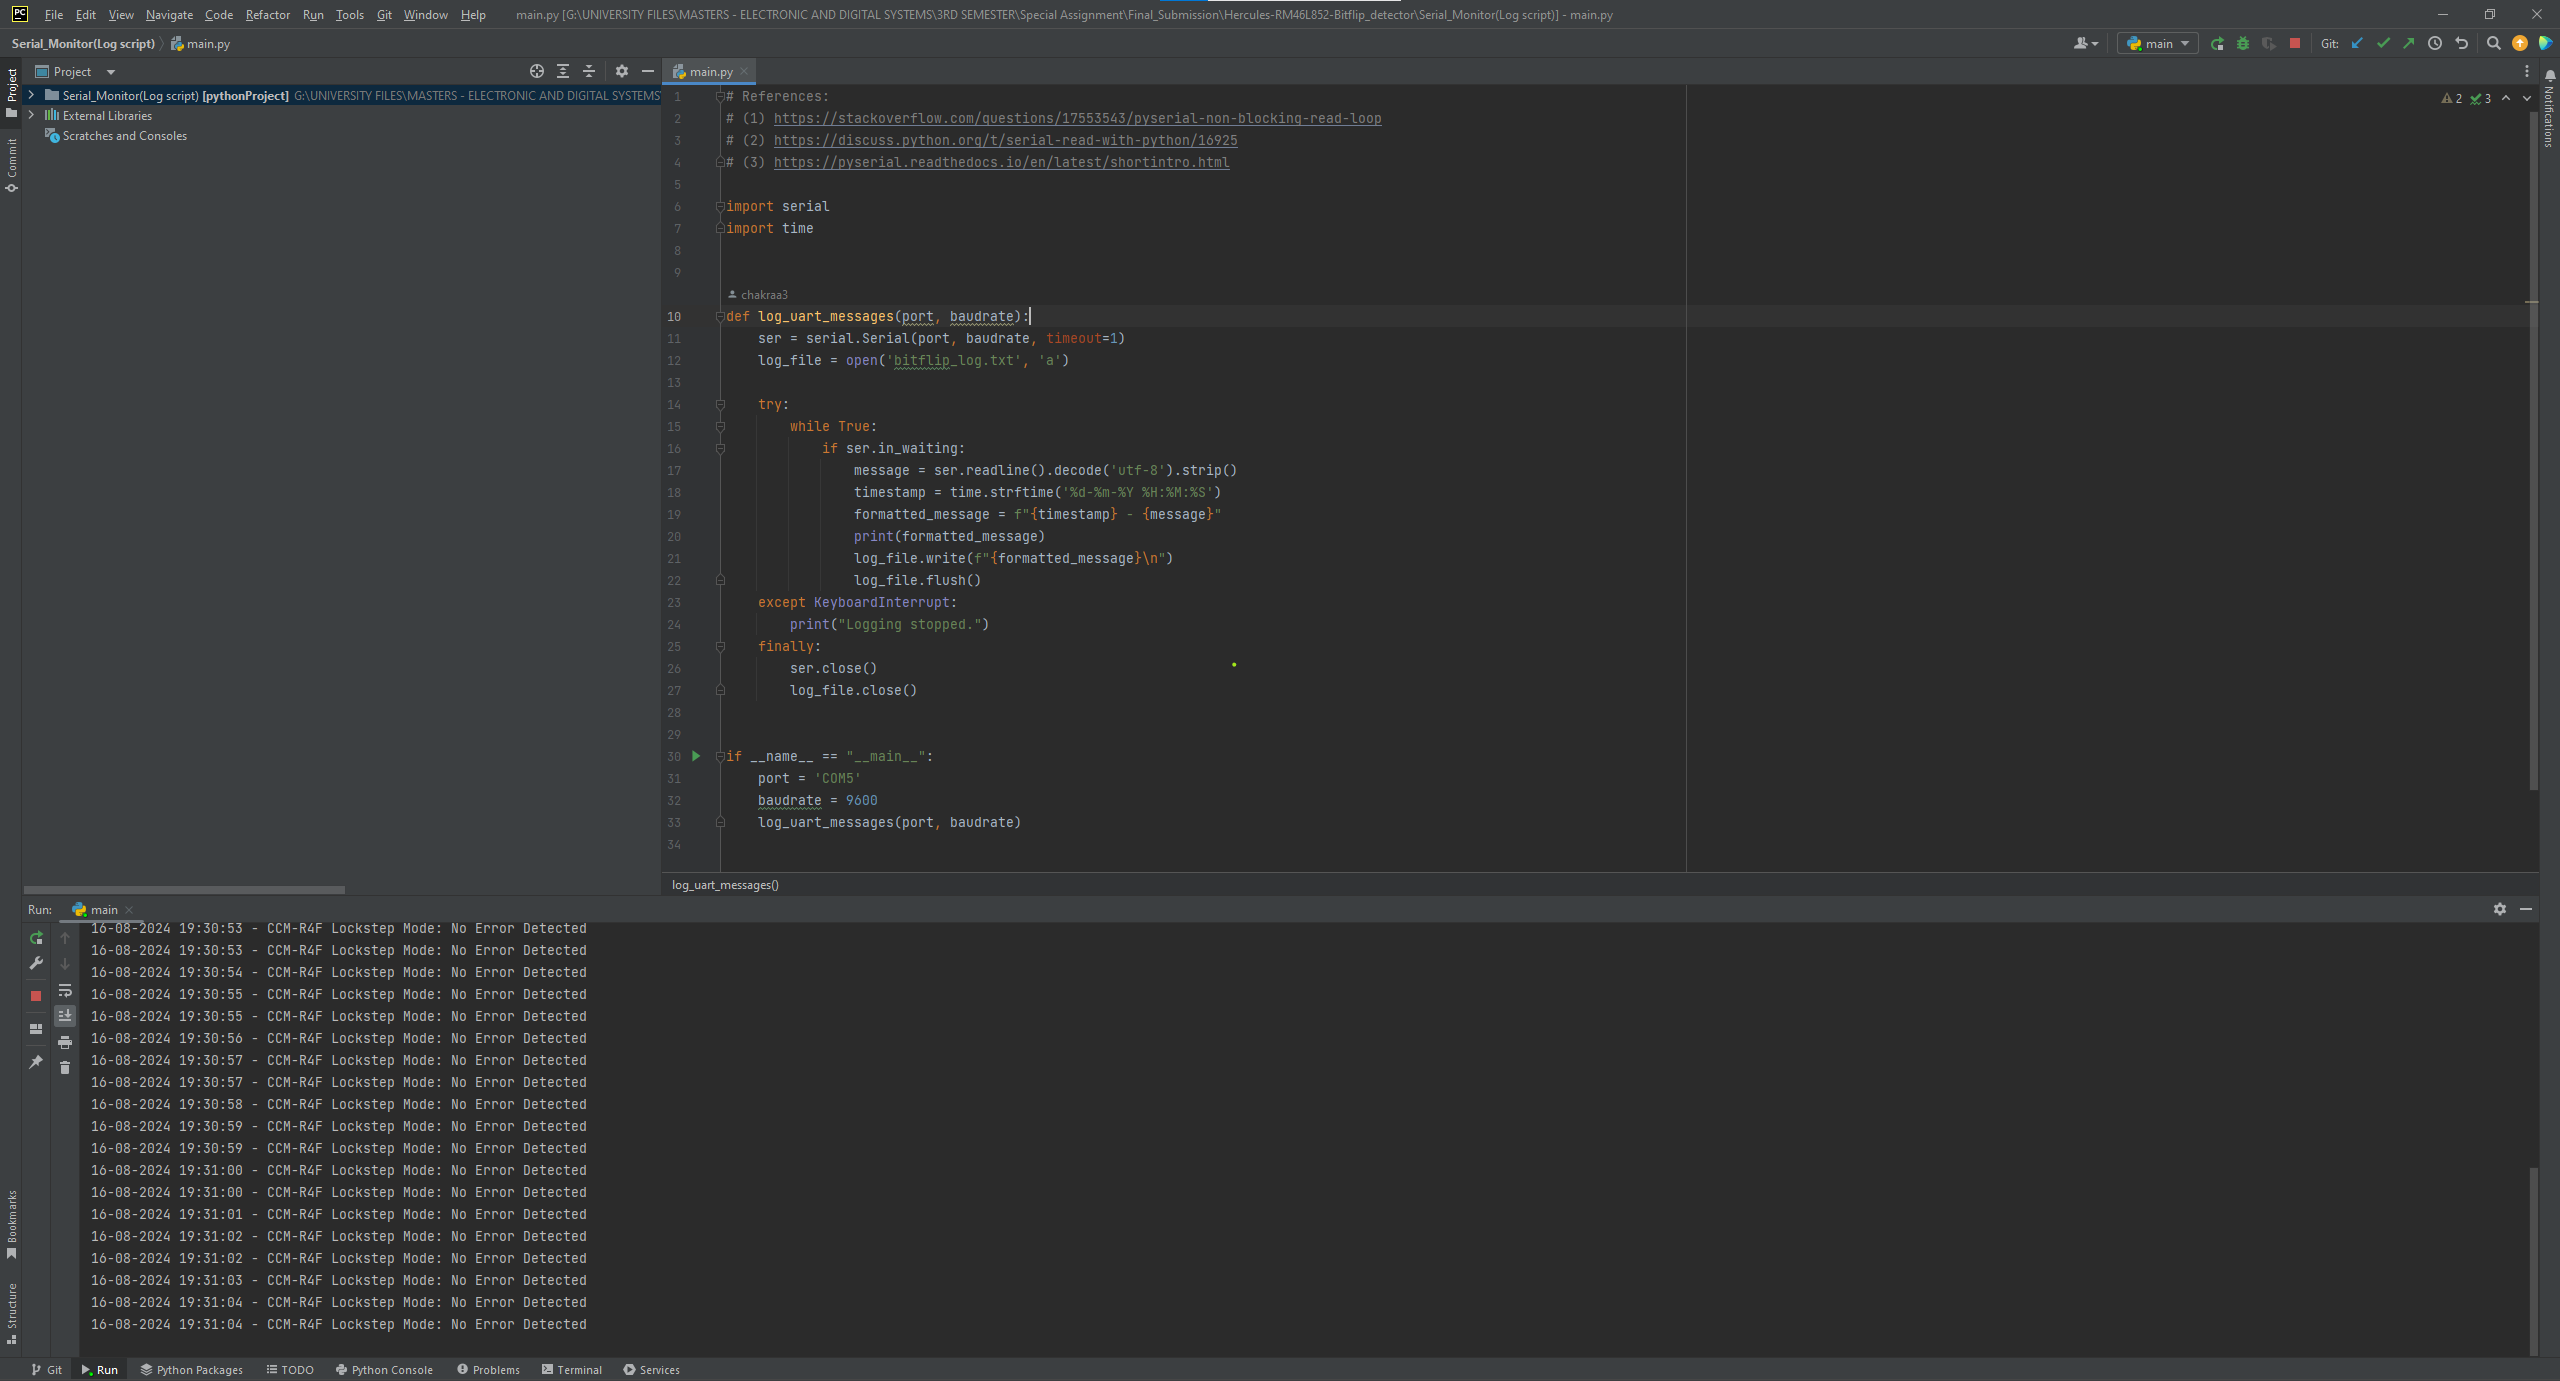 PC File Edit View Navigate Code Refactor Run Tools Git Window Help main.py [G:\UNIVERSITY FILES\MASTERS - ELECTRONIC AND DIGITAL SYSTEMS\3RD SEMESTER\Special Assignment\Final_Submission\Hercules-RM46L852-Bitflip_detector\Serial_Monitor(Log script)] - main.py
Serial_Monitor(Log script) main.py main Git:
Project
main.py
Serial_Monitor(Log script) [pythonProject] G:\UNIVERSITY FILES\MASTERS - ELECTRONIC AND DIGITAL SYSTEMS
External Libraries
Scratches and Consoles
Project
Commit
Bookmarks
Structure
Notifications
2 3
1 # References:
2 # (1) https://stackoverflow.com/questions/17553543/pyserial-non-blocking-read-loop
3 # (2) https://discuss.python.org/t/serial-read-with-python/16925
4 # (3) https://pyserial.readthedocs.io/en/latest/shortintro.html
5
6 import serial
7 import time
8
9
chakraa3
10 def log_uart_messages(port, baudrate):
11 ser = serial.Serial(port, baudrate, timeout=1)
12 log_file = open('bitflip_log.txt', 'a')
13
14 try:
15 while True:
16 if ser.in_waiting:
17 message = ser.readline().decode('utf-8').strip()
18 timestamp = time.strftime('%d-%m-%Y %H:%M:%S')
19 formatted_message = f"{timestamp} - {message}"
20 print(formatted_message)
21 log_file.write(f"{formatted_message}\n")
22 log_file.flush()
23 except KeyboardInterrupt:
24 print("Logging stopped.")
25 finally:
26 ser.close()
27 log_file.close()
28
29
30 if __name__ == "__main__":
31 port = 'COM5'
32 baudrate = 9600
33 log_uart_messages(port, baudrate)
34
log_uart_messages()
Run: main
16-08-2024 19:30:53 - CCM-R4F Lockstep Mode: No Error Detected
16-08-2024 19:30:53 - CCM-R4F Lockstep Mode: No Error Detected
16-08-2024 19:30:54 - CCM-R4F Lockstep Mode: No Error Detected
16-08-2024 19:30:55 - CCM-R4F Lockstep Mode: No Error Detected
16-08-2024 19:30:55 - CCM-R4F Lockstep Mode: No Error Detected
16-08-2024 19:30:56 - CCM-R4F Lockstep Mode: No Error Detected
16-08-2024 19:30:57 - CCM-R4F Lockstep Mode: No Error Detected
16-08-2024 19:30:57 - CCM-R4F Lockstep Mode: No Error Detected
16-08-2024 19:30:58 - CCM-R4F Lockstep Mode: No Error Detected
16-08-2024 19:30:59 - CCM-R4F Lockstep Mode: No Error Detected
16-08-2024 19:30:59 - CCM-R4F Lockstep Mode: No Error Detected
16-08-2024 19:31:00 - CCM-R4F Lockstep Mode: No Error Detected
16-08-2024 19:31:00 - CCM-R4F Lockstep Mode: No Error Detected
16-08-2024 19:31:01 - CCM-R4F Lockstep Mode: No Error Detected
16-08-2024 19:31:02 - CCM-R4F Lockstep Mode: No Error Detected
16-08-2024 19:31:02 - CCM-R4F Lockstep Mode: No Error Detected
16-08-2024 19:31:03 - CCM-R4F Lockstep Mode: No Error Detected
16-08-2024 19:31:04 - CCM-R4F Lockstep Mode: No Error Detected
16-08-2024 19:31:04 - CCM-R4F Lockstep Mode: No Error Detected
Git Run Python Packages TODO Python Console Problems Terminal Services